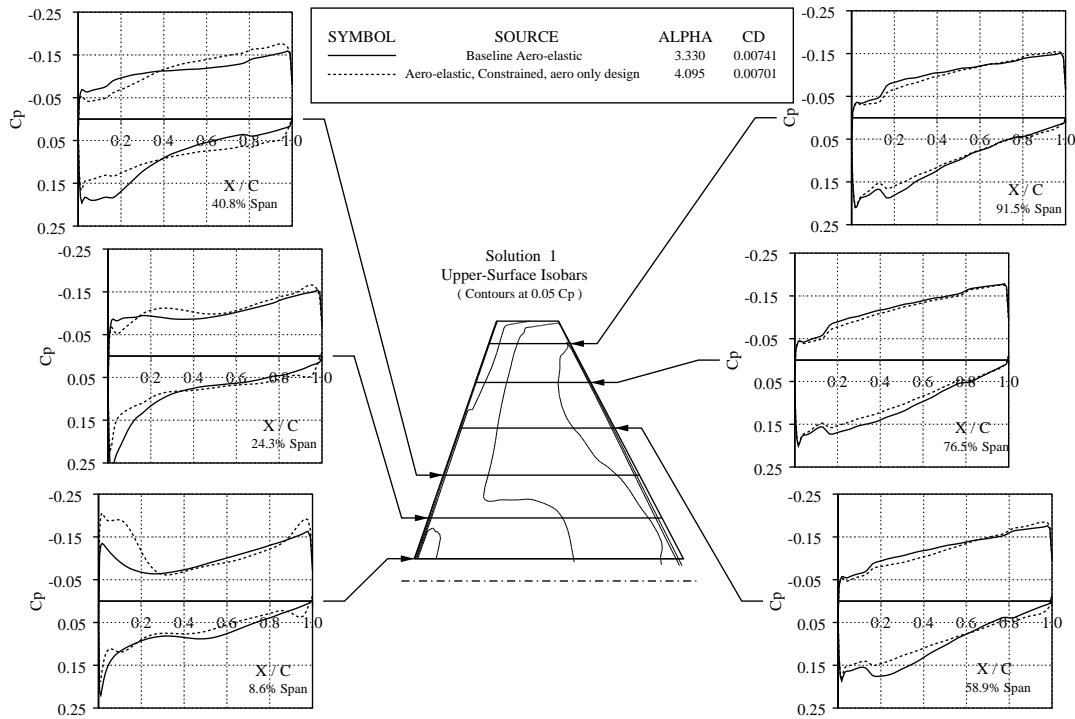 SYMBOL SOURCE ALPHA CD
Baseline Aero-elastic 3.330 0.00741
Aero-elastic, Constrained, aero only design 4.095 0.00701
-0.25
-0.15
-0.05
0.05
0.15
0.25
Cp
0.2 0.4 0.6 0.8 1.0
X / C
40.8% Span
-0.25
-0.15
-0.05
0.05
0.15
0.25
Cp
0.2 0.4 0.6 0.8 1.0
X / C
91.5% Span
-0.25
-0.15
-0.05
0.05
0.15
0.25
Cp
0.2 0.4 0.6 0.8 1.0
X / C
24.3% Span
Solution 1
Upper-Surface Isobars
( Contours at 0.05 Cp )
-0.25
-0.15
-0.05
0.05
0.15
0.25
Cp
0.2 0.4 0.6 0.8 1.0
X / C
76.5% Span
-0.25
-0.15
-0.05
0.05
0.15
0.25
Cp
0.2 0.4 0.6 0.8 1.0
X / C
8.6% Span
-0.25
-0.15
-0.05
0.05
0.15
0.25
Cp
0.2 0.4 0.6 0.8 1.0
X / C
58.9% Span